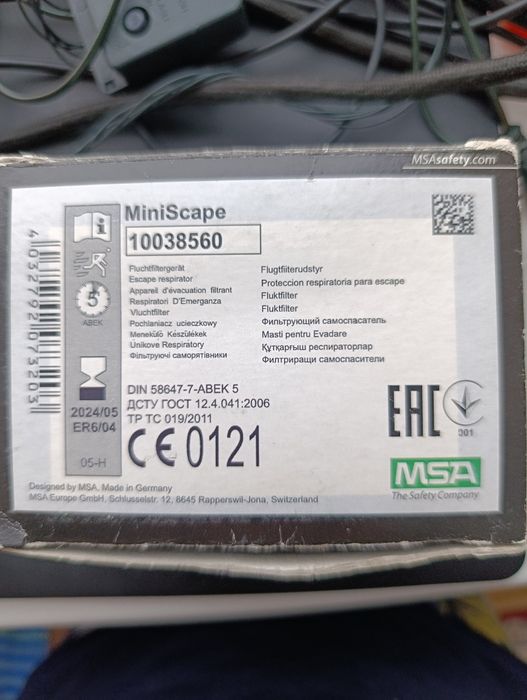 MSAsafety.com
MiniScape
10038560
Fluchtfiltergerät
Escape respirator
Appareil d'évacuation filtrant
Respiratori D'Emerganza
Vluchtfilter
Pochłaniacz ucieczkowy
Menekülő Készülékek
Unikove Respiratory
Фільтруючі саморятівники
Flugtfilterudstyr
Proteccion respiratoria para escape
Fluktfilter
Fluktfilter
Фильтрующий самоспасатель
Masti pentru Evadare
Құтқарғыш респираторлар
Филтриращи самоспасители
5
ABEK
2024/05
ER6/04
05-H
DIN 58647-7-ABEK 5
ДСТУ ГОСТ 12.4.041:2006
ТР ТС 019/2011
CE 0121
EAC
001
MSA
The Safety Company
Designed by MSA. Made in Germany
MSA Europe GmbH, Schlüsselstr. 12, 8645 Rapperswil-Jona, Switzerland
4032792073203